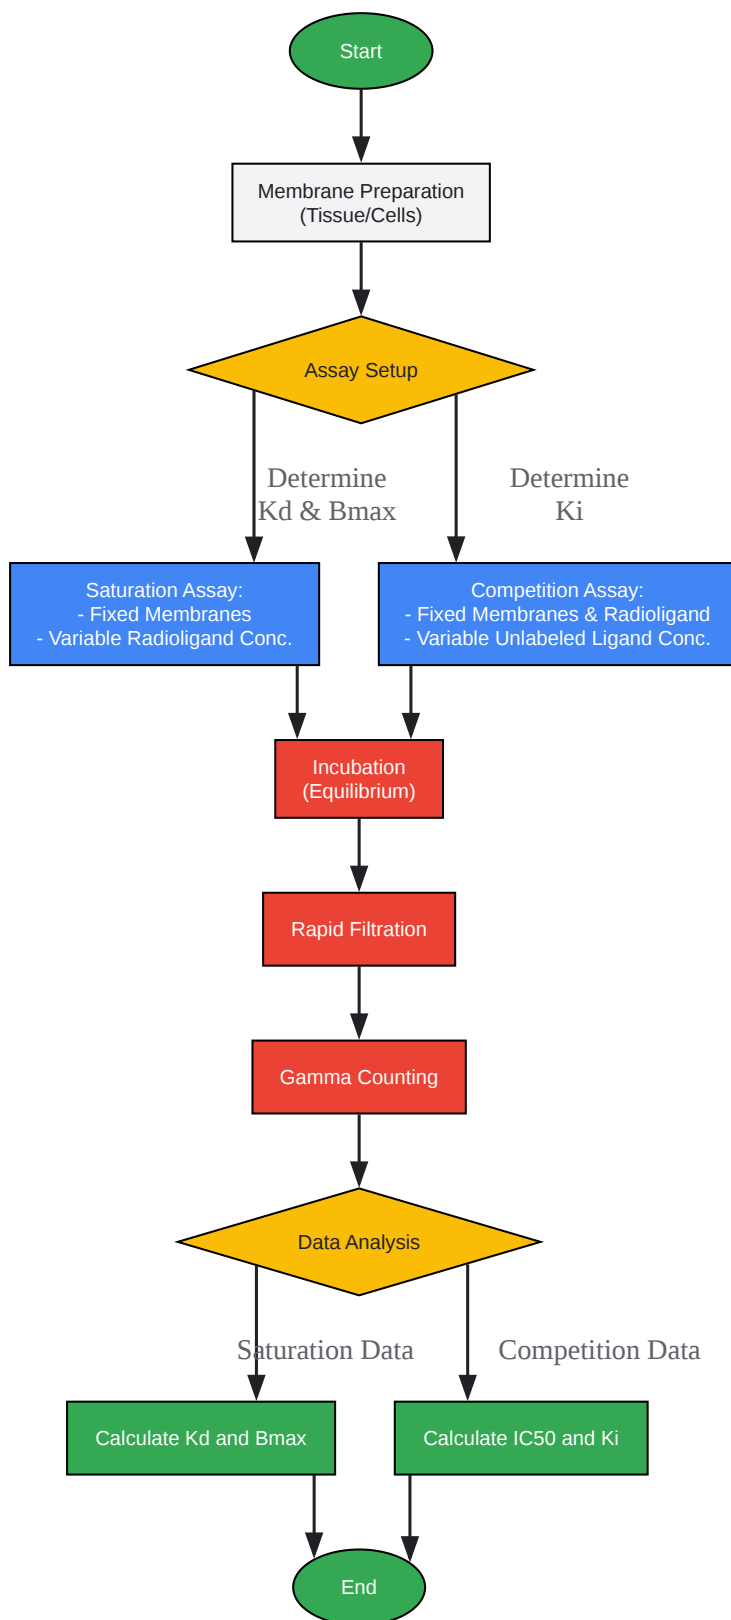 Start
Membrane Preparation
(Tissue/Cells)
Assay Setup
Determine
Kd & Bmax
Determine
Ki
Saturation Assay:
- Fixed Membranes
- Variable Radioligand Conc.
Competition Assay:
- Fixed Membranes & Radioligand
- Variable Unlabeled Ligand Conc.
Incubation
(Equilibrium)
Rapid Filtration
Gamma Counting
Data Analysis
Saturation Data
Competition Data
Calculate Kd and Bmax
Calculate IC50 and Ki
End